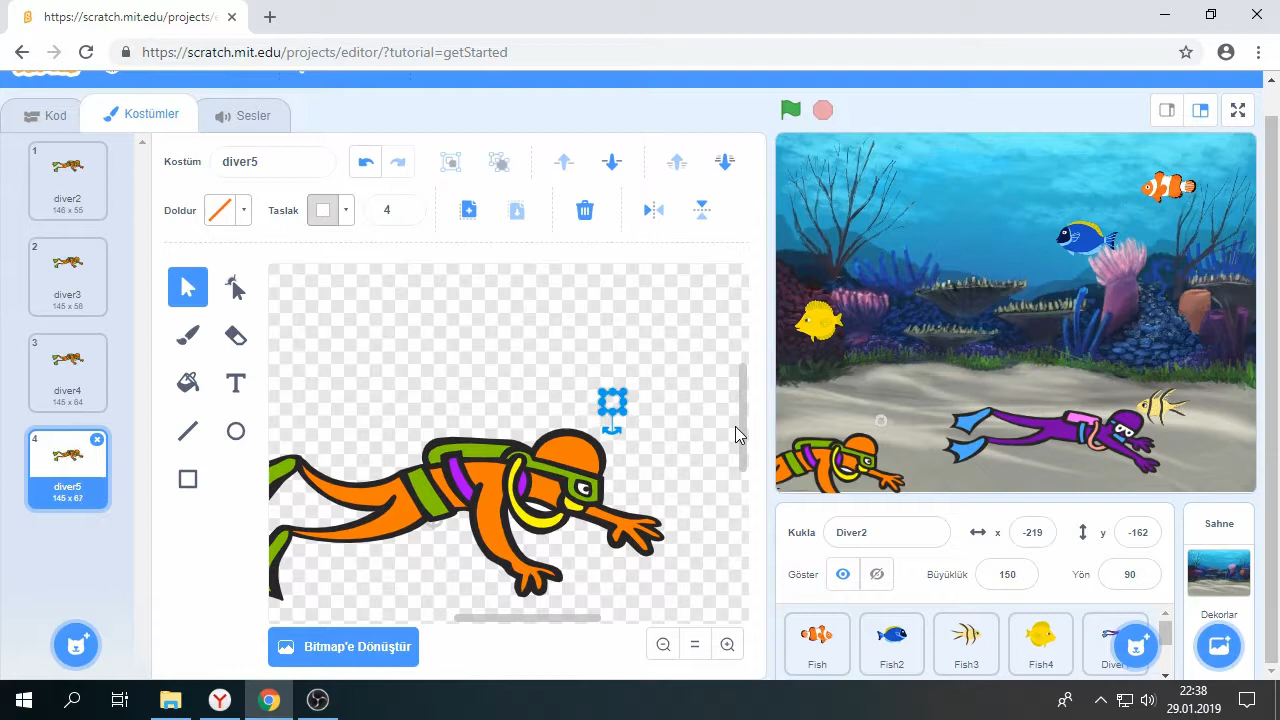 https://scratch.mit.edu/projects/e
https://scratch.mit.edu/projects/editor/?tutorial=getStarted
Kod
Kostümler
Sesler
1
diver2
146 x 55
2
diver3
145 x 58
3
diver4
145 x 64
4
diver5
145 x 67
Kostüm
diver5
Doldur
Taslak
4
Bitmap'e Dönüştür
Kukla
Diver2
x
-219
y
-162
Göster
Büyüklük
150
Yön
90
Fish
Fish2
Fish3
Fish4
Sahne
Dekorlar
22:38
29.01.2019